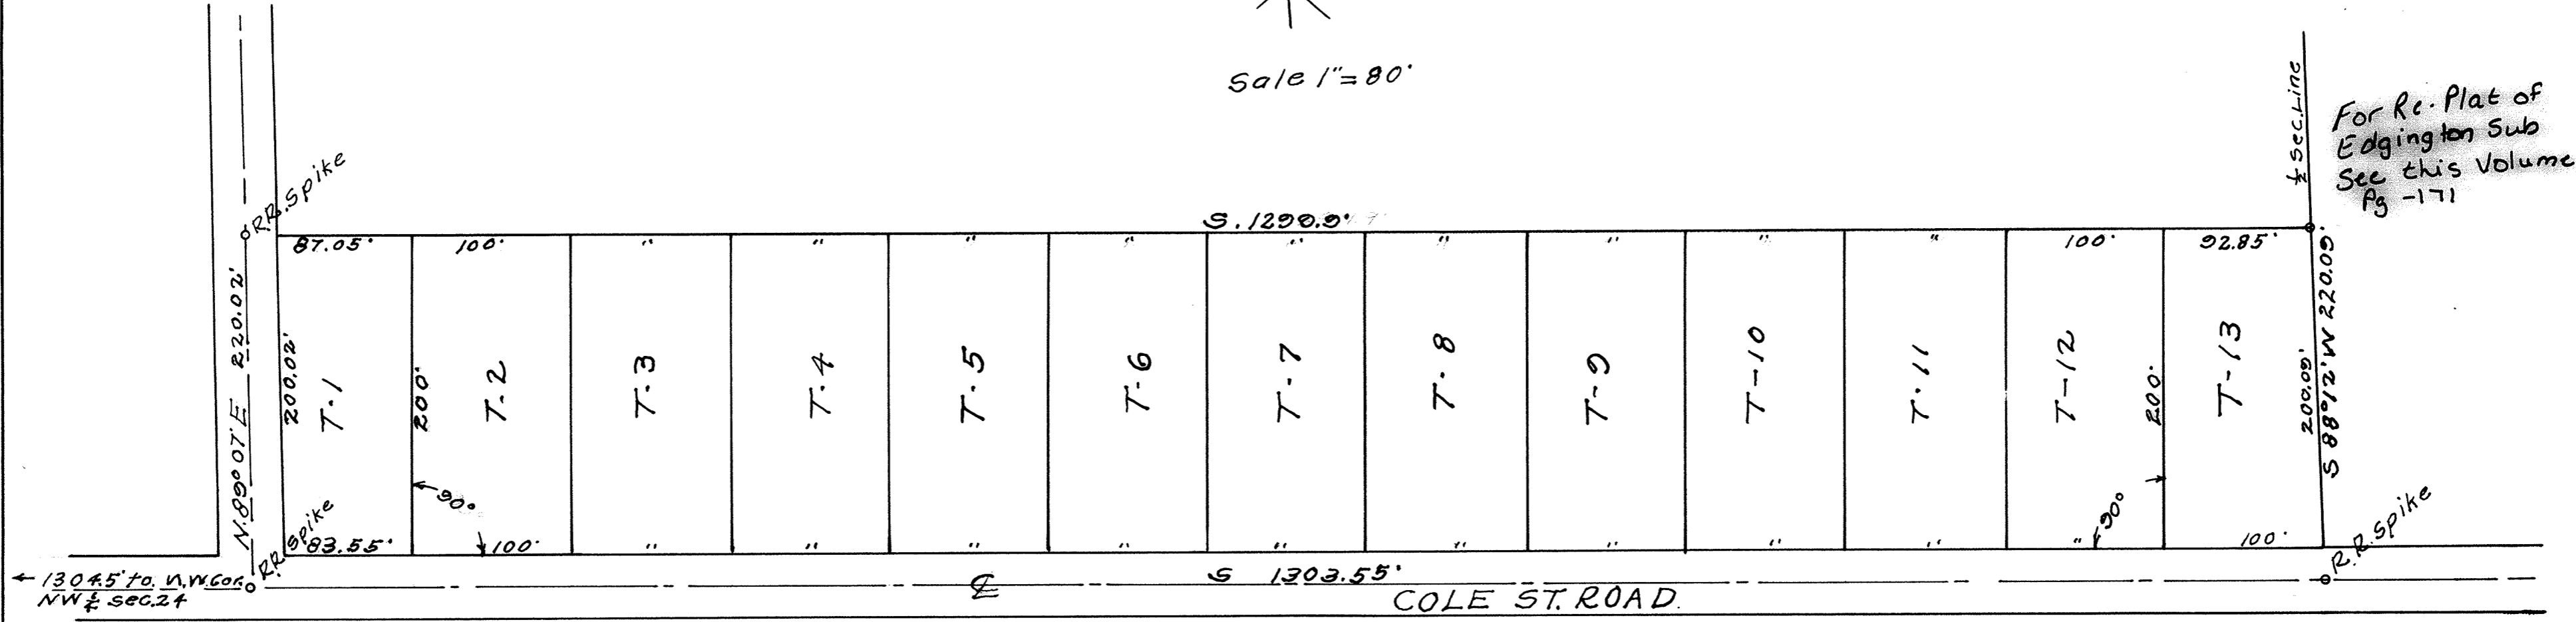 Sale 1"=80'
½ Sec. Line
For Re-Plat of
Edgington Sub
See this Volume
Pg -171
R.R. Spike
S. 1290.9'
87.05' 100' " " " " " " " " " 100' 92.85'
N.89°07'E 220.02'
200.02'
T-1
200'
T-2
T-3
T-4
T-5
T-6
T-7
T-8
T-9
T-10
T-11
T-12
200'
T-13
200.09'
S 88°12'W 220.09'
90°
90°
R.R. Spike
83.55' 100' " " " " " " " " " " 100'
R.R. Spike
← 1304.5' to N.W. Cor.
NW ¼ Sec. 24
℄
S 1303.55'
COLE ST. ROAD.